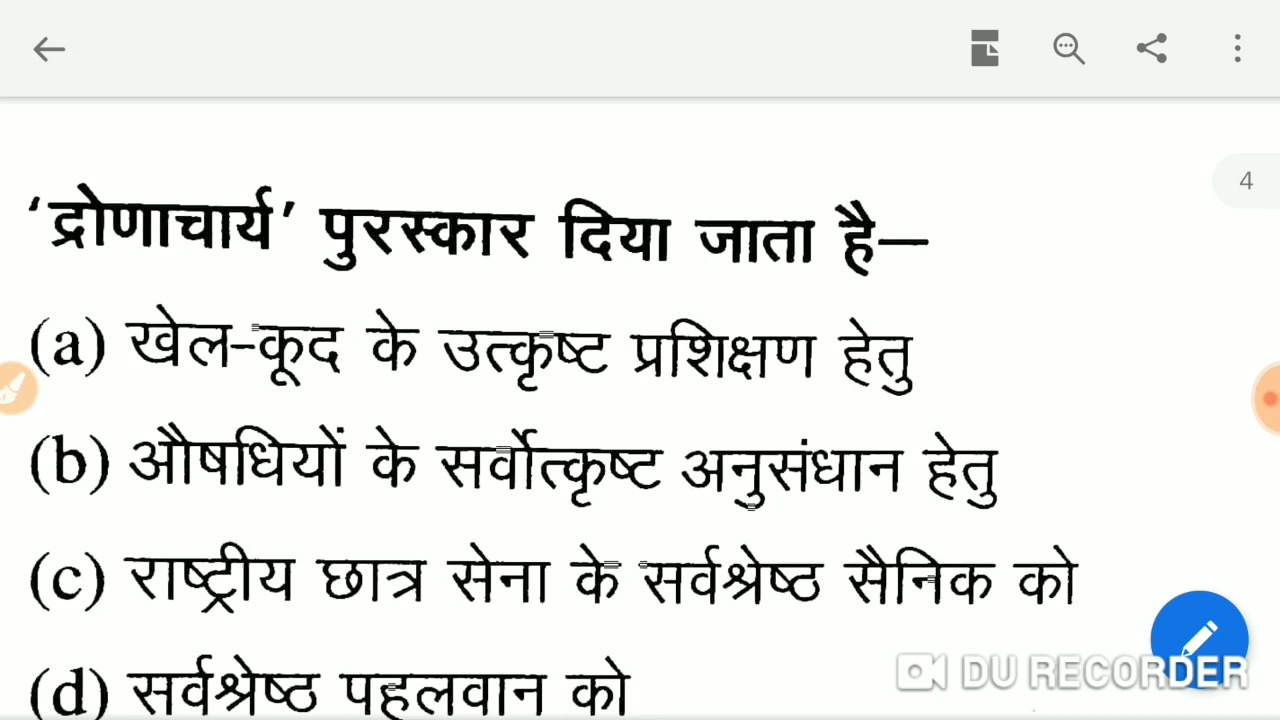 4
‘द्रोणाचार्य’ पुरस्कार दिया जाता है—
(a) खेल-कूद के उत्कृष्ट प्रशिक्षण हेतु
(b) औषधियों के सर्वोत्कृष्ट अनुसंधान हेतु
(c) राष्ट्रीय छात्र सेना के सर्वश्रेष्ठ सैनिक को
(d) सर्वश्रेष्ठ पहलवान को
DU RECORDER